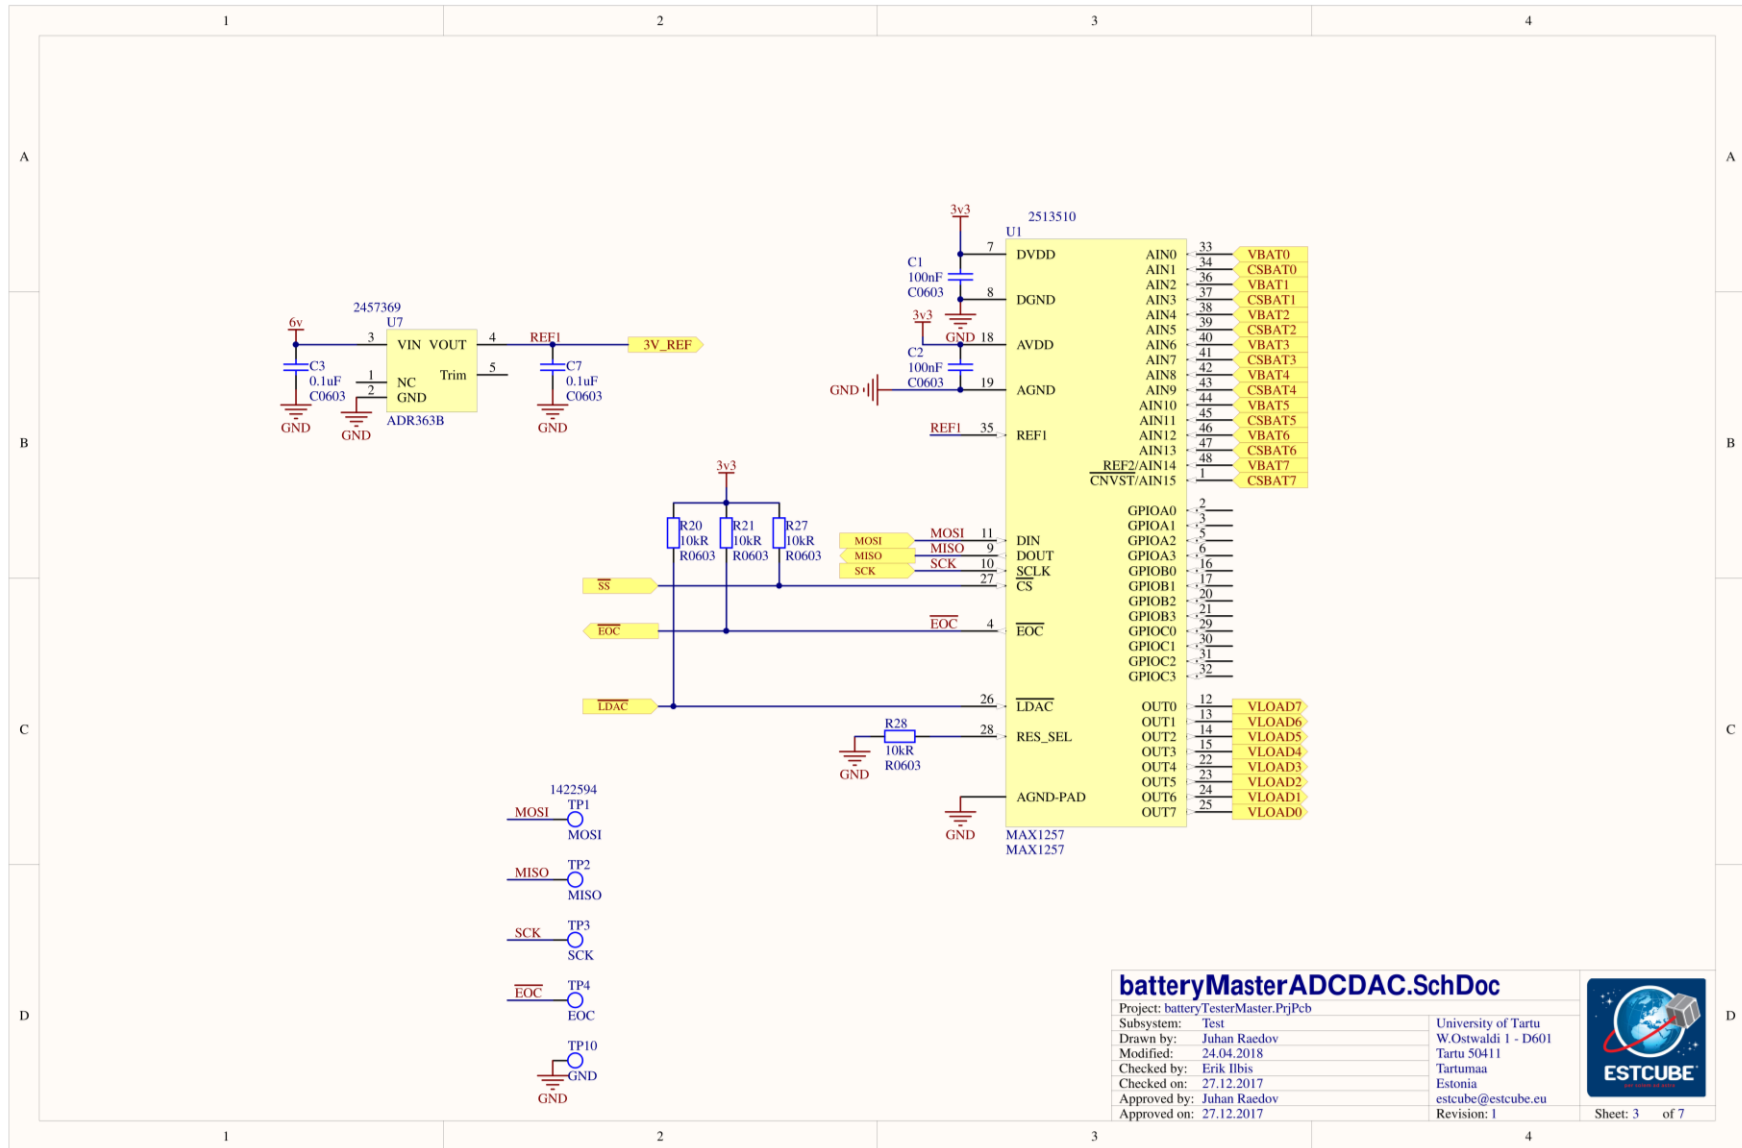 1 2 3 4
A A
3v3
2513510
U1
7 DVDD
C1
100nF
C0603
8 DGND
GND
3v3
18 AVDD
C2
100nF
C0603
GND 19 AGND
REF1 35 REF1
AIN0 33 VBAT0
AIN1 34 CSBAT0
AIN2 36 VBAT1
AIN3 37 CSBAT1
AIN4 38 VBAT2
AIN5 39 CSBAT2
AIN6 40 VBAT3
AIN7 41 CSBAT3
AIN8 42 VBAT4
AIN9 43 CSBAT4
AIN10 44 VBAT5
AIN11 45 CSBAT5
AIN12 46 VBAT6
AIN13 47 CSBAT6
REF2/AIN14 48 VBAT7
CNVST/AIN15 1 CSBAT7
2457369
U7
6v
3 VIN VOUT 4 REF1 3V_REF
Trim 5
1 NC
2 GND
ADR363B
C3
0.1uF
C0603
GND
GND
C7
0.1uF
C0603
GND
B B
3v3
R20
10kR
R0603
R21
10kR
R0603
R27
10kR
R0603
MOSI MOSI 11 DIN
MISO MISO 9 DOUT
SCK SCK 10 SCLK
SS 27 CS
EOC EOC 4 EOC
LDAC 26 LDAC
R28
10kR
R0603
GND
28 RES_SEL
AGND-PAD
GND
GPIOA0 2
GPIOA1 3
GPIOA2 5
GPIOA3 6
GPIOB0 16
GPIOB1 17
GPIOB2 20
GPIOB3 21
GPIOC0 29
GPIOC1 30
GPIOC2 31
GPIOC3 32
OUT0 12 VLOAD7
OUT1 13 VLOAD6
OUT2 14 VLOAD5
OUT3 15 VLOAD4
OUT4 22 VLOAD3
OUT5 23 VLOAD2
OUT6 24 VLOAD1
OUT7 25 VLOAD0
MAX1257
MAX1257
C C
1422594
MOSI TP1
MOSI
MISO TP2
MISO
SCK TP3
SCK
EOC TP4
EOC
TP10
GND
GND
D D
batteryMasterADCDAC.SchDoc
Project: batteryTesterMaster.PrjPcb
Subsystem: Test
Drawn by: Juhan Raedov
Modified: 24.04.2018
Checked by: Erik Ilbis
Checked on: 27.12.2017
Approved by: Juhan Raedov
Approved on: 27.12.2017
University of Tartu
W.Ostwaldi 1 - D601
Tartu 50411
Tartumaa
Estonia
estcube@estcube.eu
Revision: 1
ESTCUBE
Sheet: 3 of 7
1 2 3 4